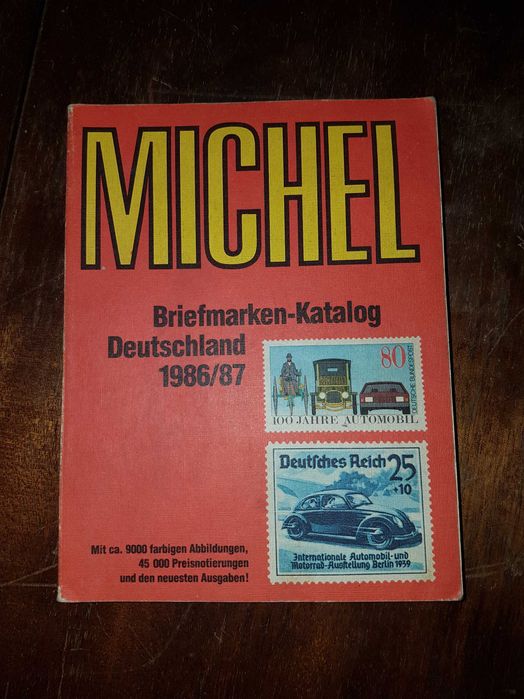 MICHEL
Briefmarken-Katalog
Deutschland
1986/87
80
DEUTSCHE BUNDESPOST
100 JAHRE AUTOMOBIL
Deutsches Reich 25
+10
Internationale Automobil-und
Motorrad-Ausstellung Berlin 1939
Mit ca. 9000 farbigen Abbildungen,
45 000 Preisnotierungen
und den neuesten Ausgaben!